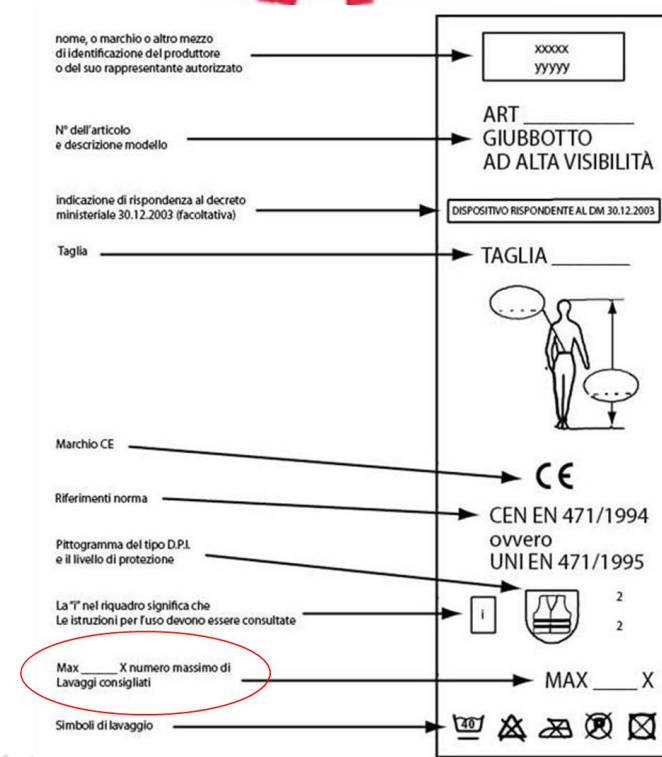 nome, o marchio o altro mezzo
di identificazione del produttore
o del suo rappresentante autorizzato
xxxxx
yyyyy
N° dell'articolo
e descrizione modello
ART
GIUBBOTTO
AD ALTA VISIBILITÀ
indicazione di rispondenza al decreto
ministeriale 30.12.2003 (facoltativa)
DISPOSITIVO RISPONDENTE AL DM 30.12.2003
Taglia
TAGLIA
Marchio CE
CE
Riferimenti norma
CEN EN 471/1994
ovvero
UNI EN 471/1995
Pittogramma del tipo D.P.I.
e il livello di protezione
2
2
La "i" nel riquadro significa che
Le istruzioni per l'uso devono essere consultate
i
Max ______ X numero massimo di
Lavaggi consigliati
MAX ____ X
Simboli di lavaggio
40